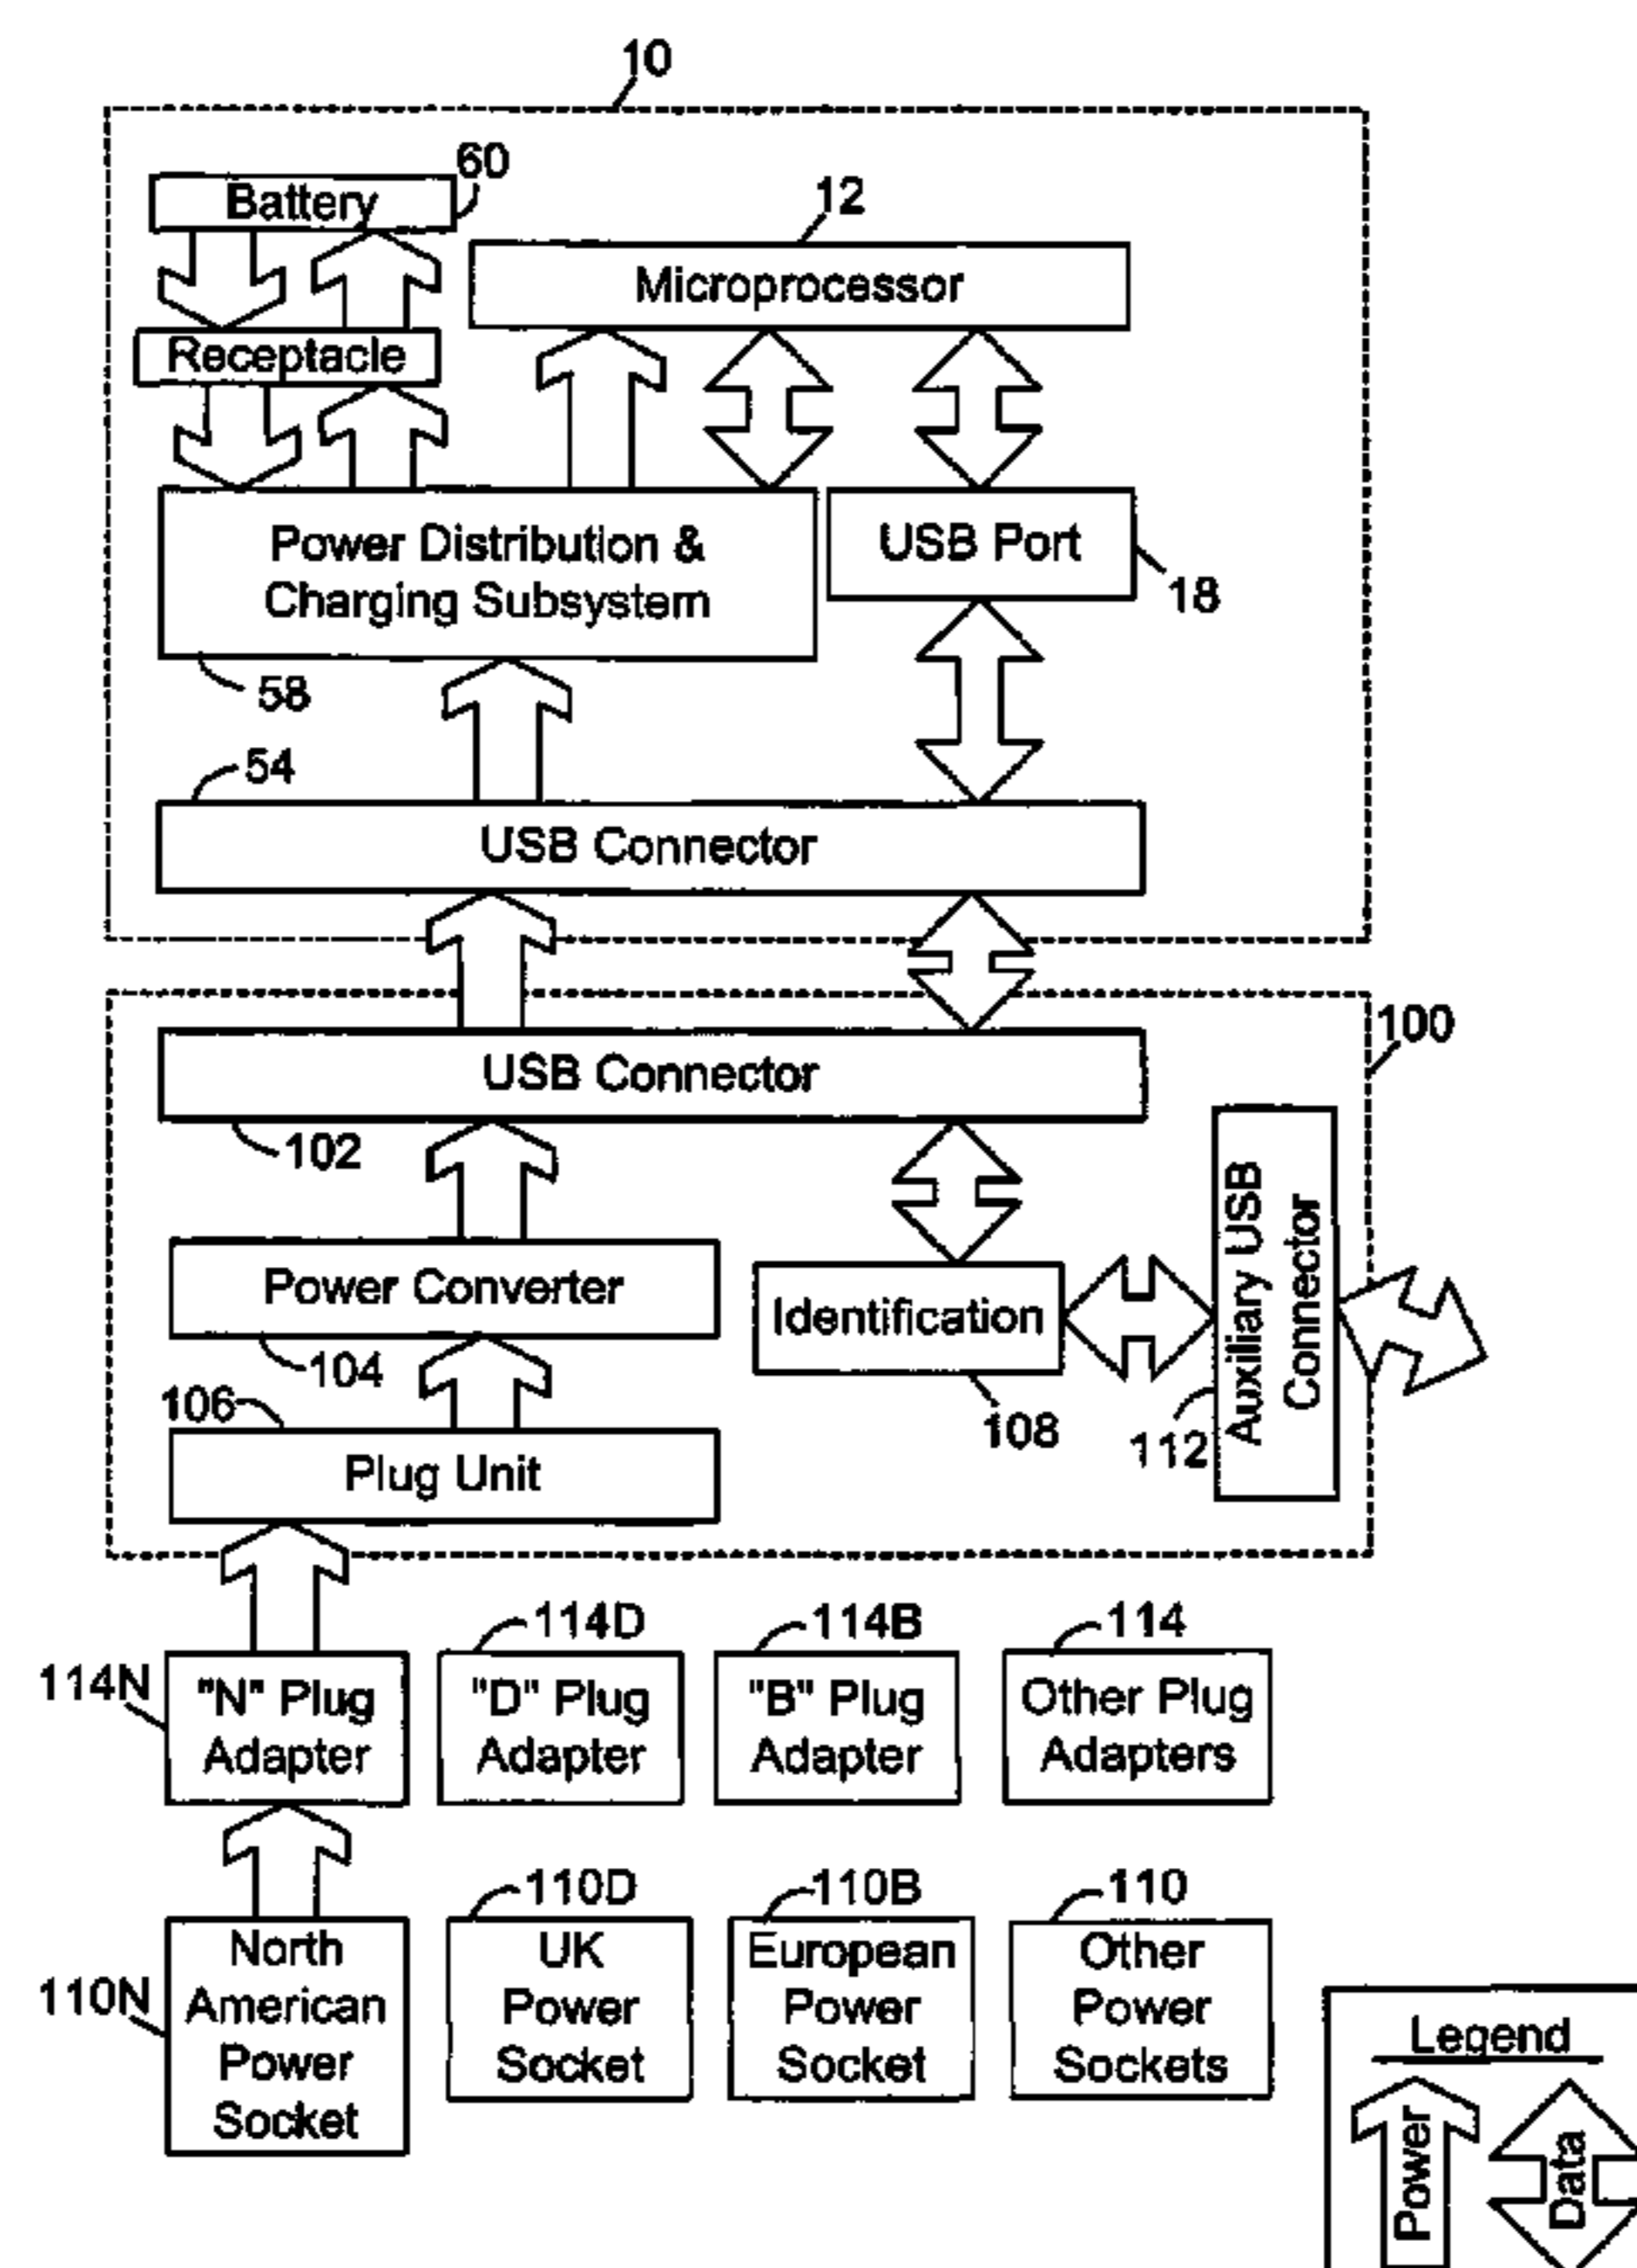 10
Battery
60
12
Microprocessor
Receptacle
Power Distribution &
Charging Subsystem
USB Port
18
58
54
USB Connector
100
USB Connector
102
Auxiliary USB
Connector
Power Converter
Identification
104
106
108
112
Plug Unit
114N
"N" Plug
Adapter
114D
"D" Plug
Adapter
114B
"B" Plug
Adapter
114
Other Plug
Adapters
110N
North
American
Power
Socket
110D
UK
Power
Socket
110B
European
Power
Socket
110
Other
Power
Sockets
Legend
Power
Data